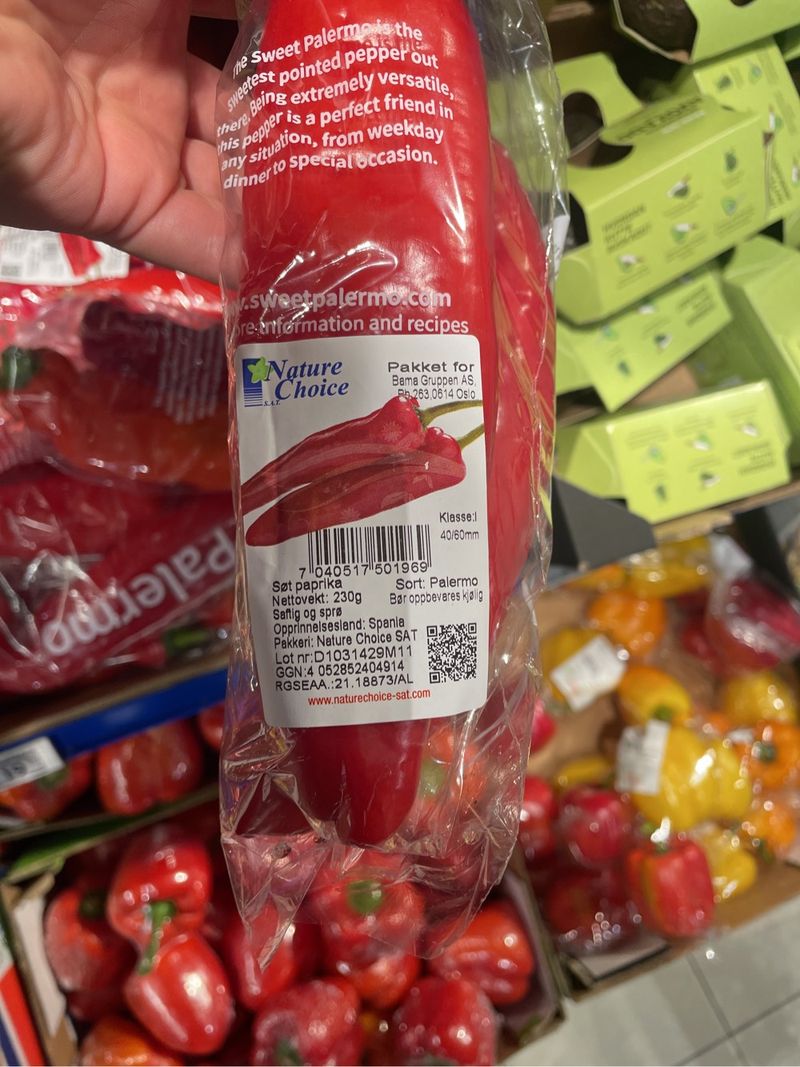 The Sweet Palermo is the
sweetest pointed pepper out
there. Being extremely versatile,
this pepper is a perfect friend in
any situation, from weekday
dinner to special occasion.
.sweetpalermo.com
re information and recipes
Nature
Choice
S.A.T.
Pakket for
Bama Gruppen AS,
Pb 263,0614 Oslo
Klasse:I
40/60mm
7 040517 501969
Søt paprika Sort: Palermo
Nettovekt: 230g Bør oppbevares kjølig
Saftig og sprø
Opprinnelsesland: Spania
Pakkeri: Nature Choice SAT
Lot nr:D1031429M11
GGN:4 052852404914
RGSEAA.:21.18873/AL
www.naturechoice-sat.com
Palermo